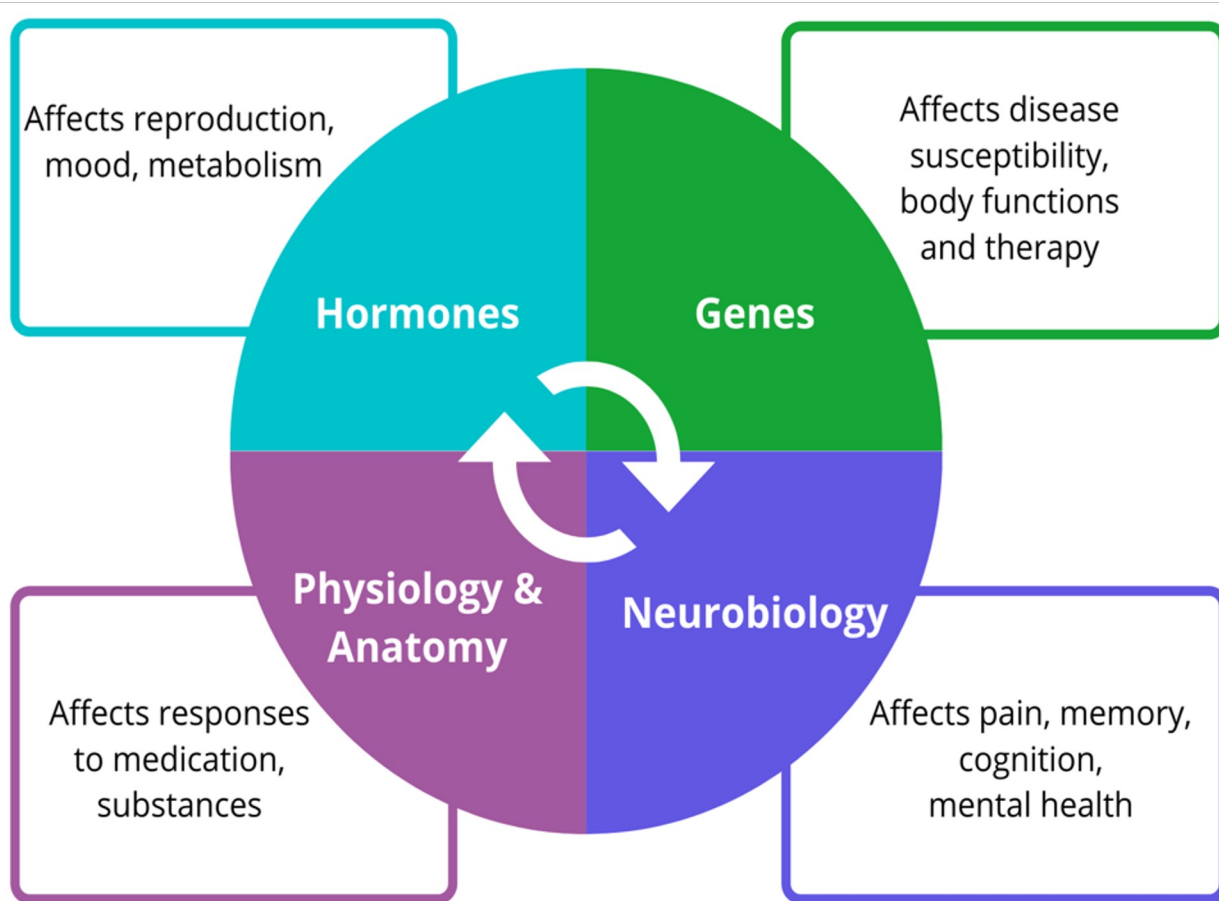 Affects reproduction,
mood, metabolism
Hormones
Affects disease
susceptibility,
body functions
and therapy
Genes
Physiology &
Anatomy
Affects responses
to medication,
substances
Neurobiology
Affects pain, memory,
cognition,
mental health